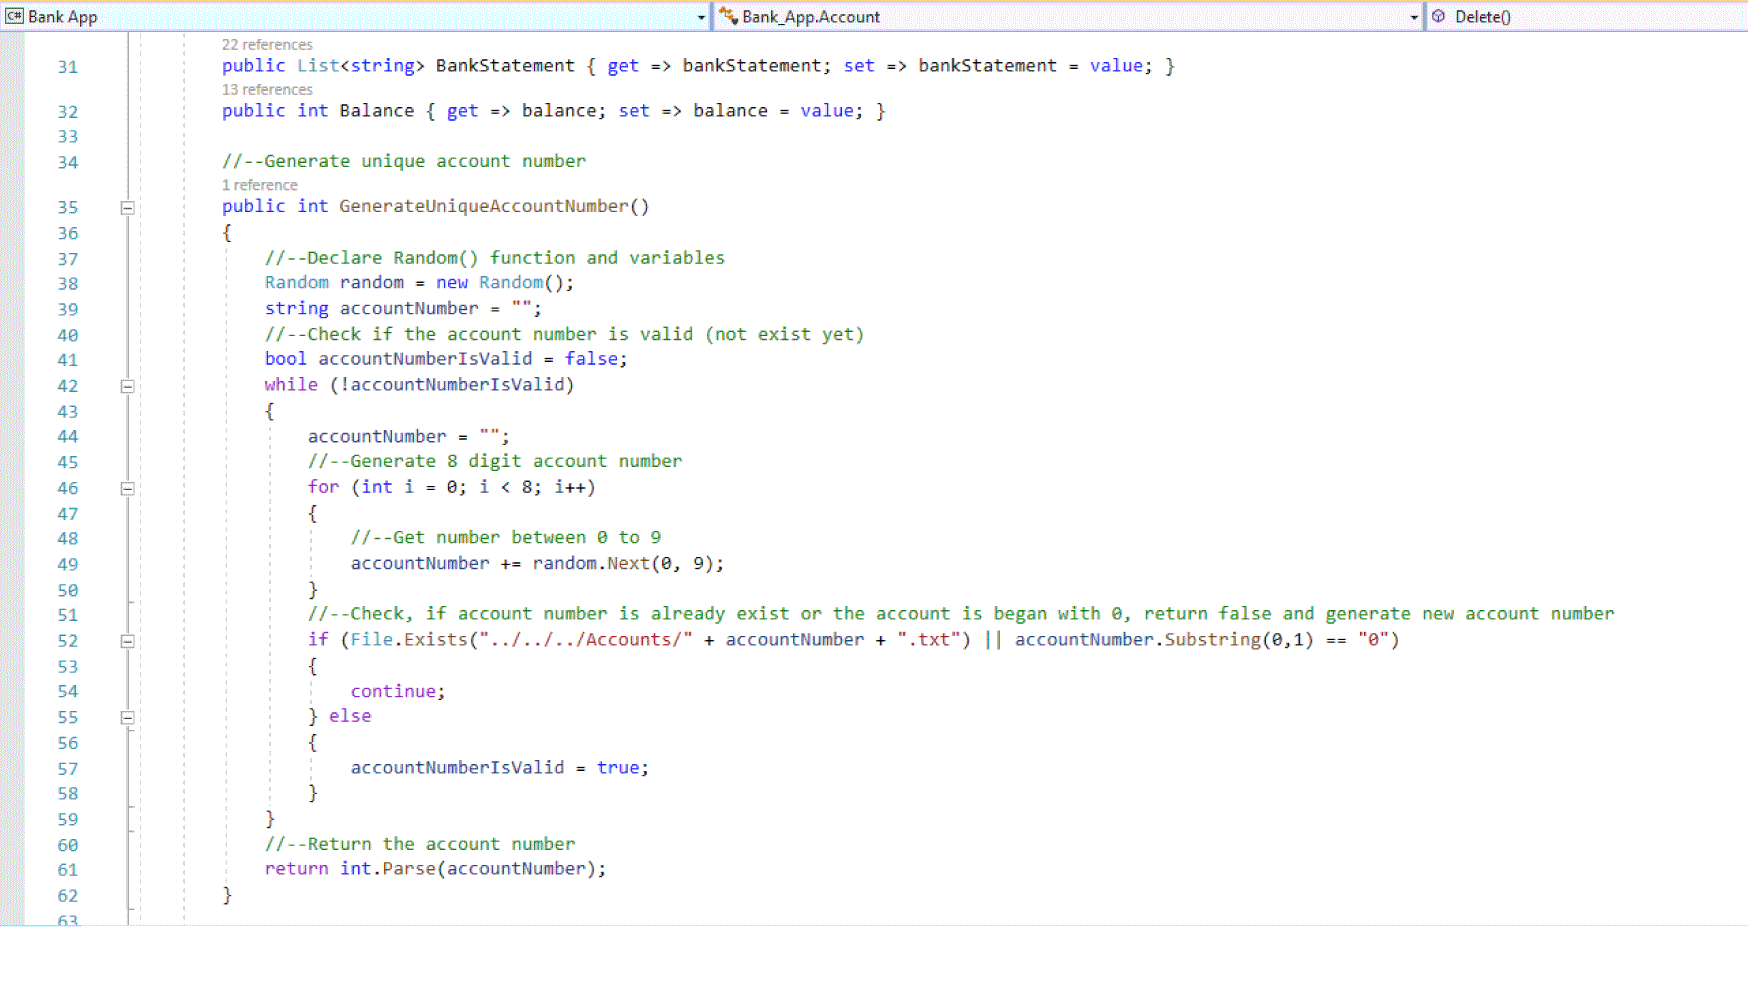 C# Bank App Bank_App.Account Delete()
22 references
31 public List<string> BankStatement { get => bankStatement; set => bankStatement = value; }
13 references
32 public int Balance { get => balance; set => balance = value; }
33
34 //--Generate unique account number
1 reference
35 public int GenerateUniqueAccountNumber()
36 {
37 //--Declare Random() function and variables
38 Random random = new Random();
39 string accountNumber = "";
40 //--Check if the account number is valid (not exist yet)
41 bool accountNumberIsValid = false;
42 while (!accountNumberIsValid)
43 {
44 accountNumber = "";
45 //--Generate 8 digit account number
46 for (int i = 0; i < 8; i++)
47 {
48 //--Get number between 0 to 9
49 accountNumber += random.Next(0, 9);
50 }
51 //--Check, if account number is already exist or the account is began with 0, return false and generate new account number
52 if (File.Exists("../../../Accounts/" + accountNumber + ".txt") || accountNumber.Substring(0,1) == "0")
53 {
54 continue;
55 } else
56 {
57 accountNumberIsValid = true;
58 }
59 }
60 //--Return the account number
61 return int.Parse(accountNumber);
62 }
63